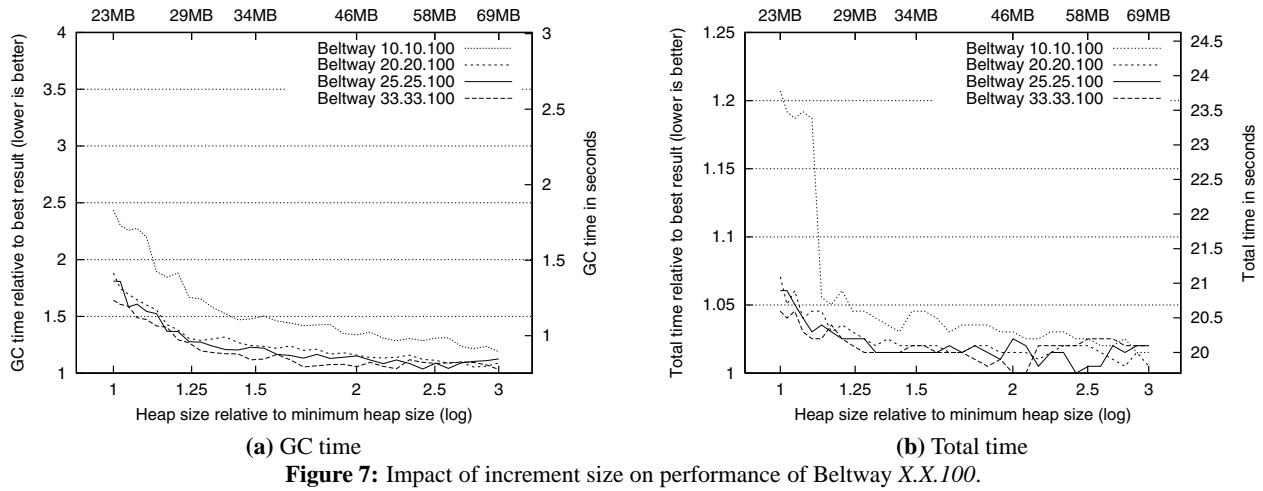 23MB 29MB 34MB 46MB 58MB 69MB
GC time relative to best result (lower is better)
4
3.5
3
2.5
2
1.5
1
Beltway 10.10.100
Beltway 20.20.100
Beltway 25.25.100
Beltway 33.33.100
3
2.5
2
1.5
1
GC time in seconds
1 1.25 1.5 2 2.5 3
Heap size relative to minimum heap size (log)
(a) GC time
23MB 29MB 34MB 46MB 58MB 69MB
Total time relative to best result (lower is better)
1.25
1.2
1.15
1.1
1.05
1
Beltway 10.10.100
Beltway 20.20.100
Beltway 25.25.100
Beltway 33.33.100
24.5
24
23.5
23
22.5
22
21.5
21
20.5
20
Total time in seconds
1 1.25 1.5 2 2.5 3
Heap size relative to minimum heap size (log)
(b) Total time
Figure 7: Impact of increment size on performance of Beltway X.X.100.